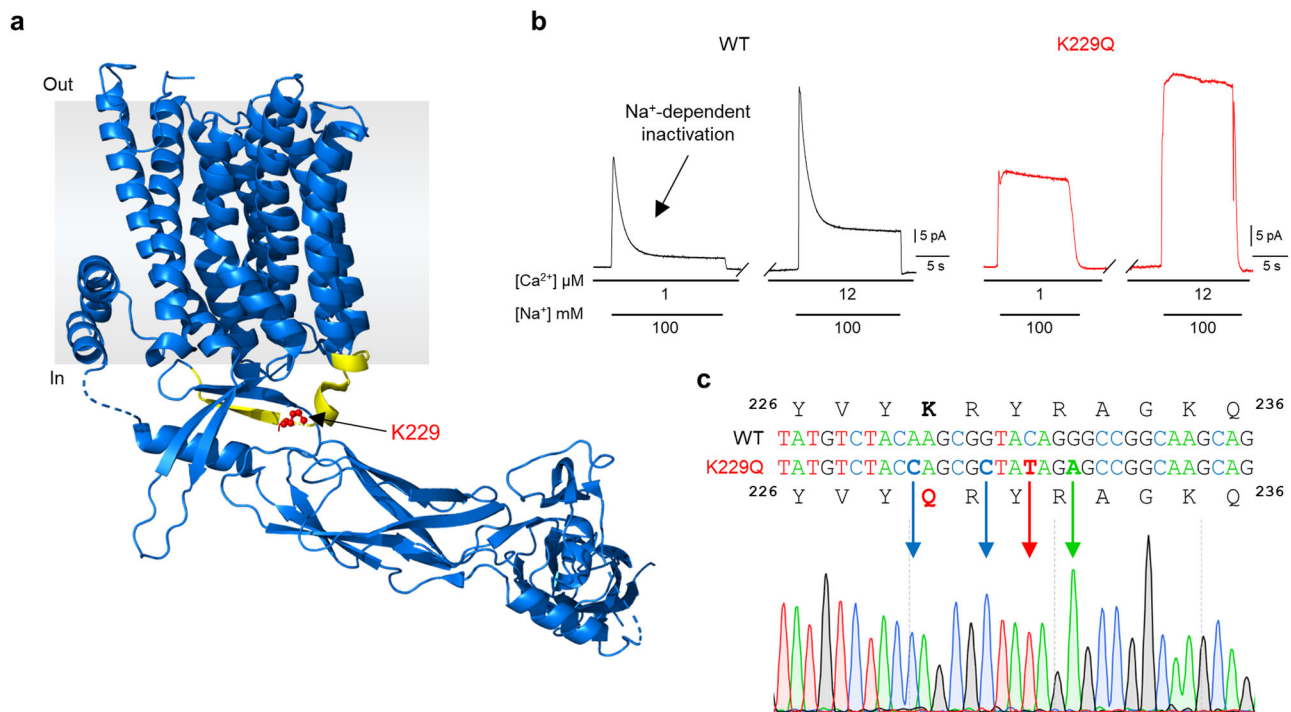 a
Out
In
K229
b
WT
K229Q
Na⁺-dependent
inactivation
5 pA
5 s
5 pA
5 s
[Ca²⁺] µM
1
12
1
12
[Na⁺] mM
100
100
100
100
c
226 Y V Y K R Y R A G K Q 236
WT TATGTCTACAAGCGGTACAGGGCCGGCAAGCAG
K229Q TATGTCTACCAGCGCTATAGAGCCGGCAAGCAG
226 Y V Y Q R Y R A G K Q 236